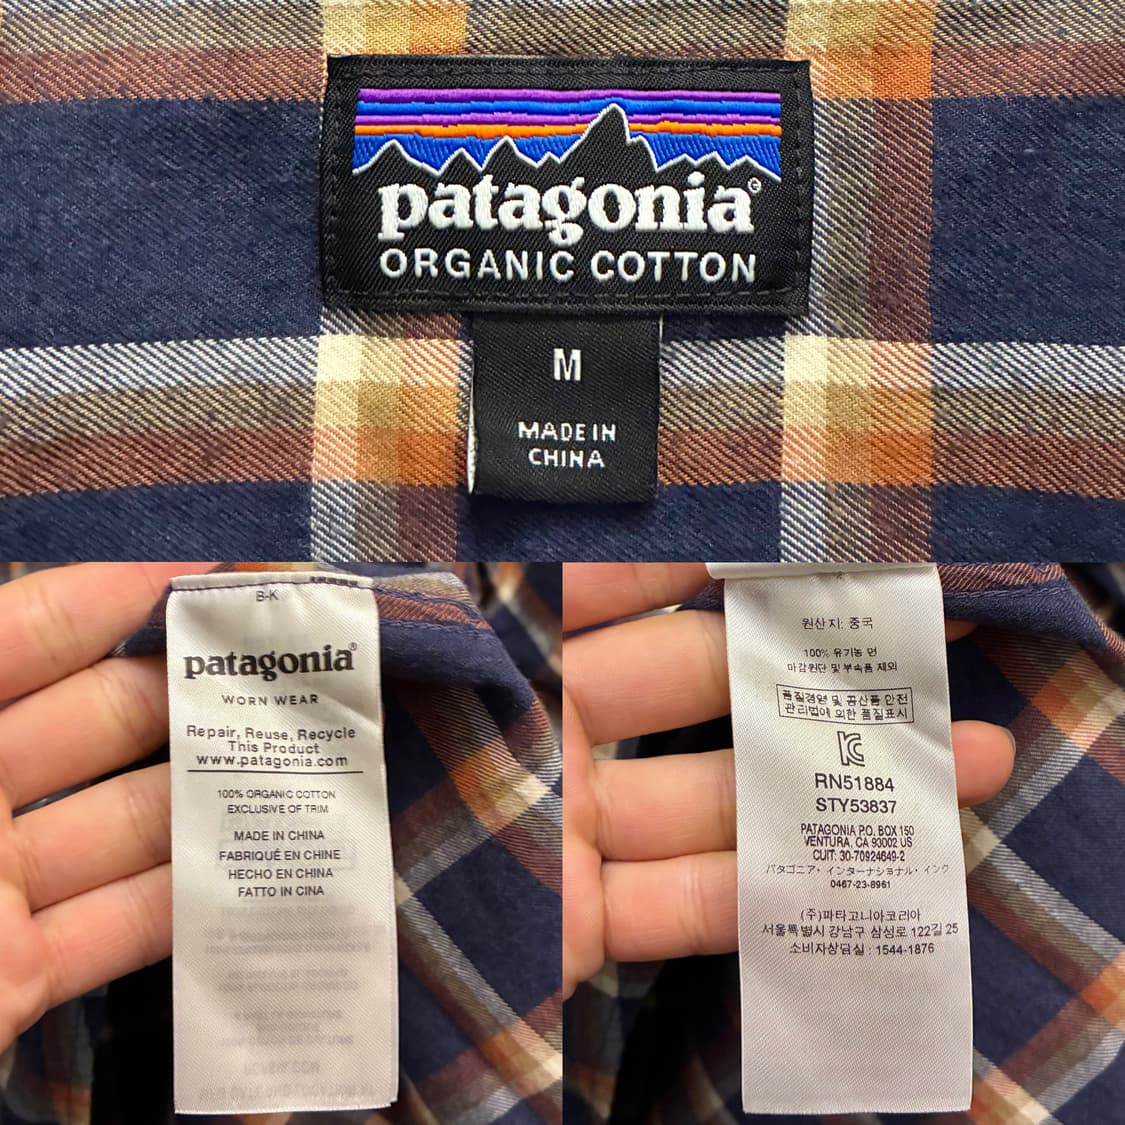 patagonia®
ORGANIC COTTON
M
MADE IN
CHINA
B-K
patagonia®
WORN WEAR
Repair, Reuse, Recycle
This Product
www.patagonia.com
100% ORGANIC COTTON
EXCLUSIVE OF TRIM
MADE IN CHINA
FABRIQUÉ EN CHINE
HECHO EN CHINA
FATTO IN CINA
원산지: 중국
100% 유기농 면
마감원단 및 부속품 제외
품질경영 및 공산품 안전
관리법에 의한 품질표시
RN51884
STY53837
PATAGONIA P.O. BOX 150
VENTURA, CA 93002 US
CUIT: 30-70924649-2
パタゴニア・インターナショナル・インク
0467-23-8961
(주)파타고니아코리아
서울특별시 강남구 삼성로 122길 25
소비자상담실 : 1544-1876